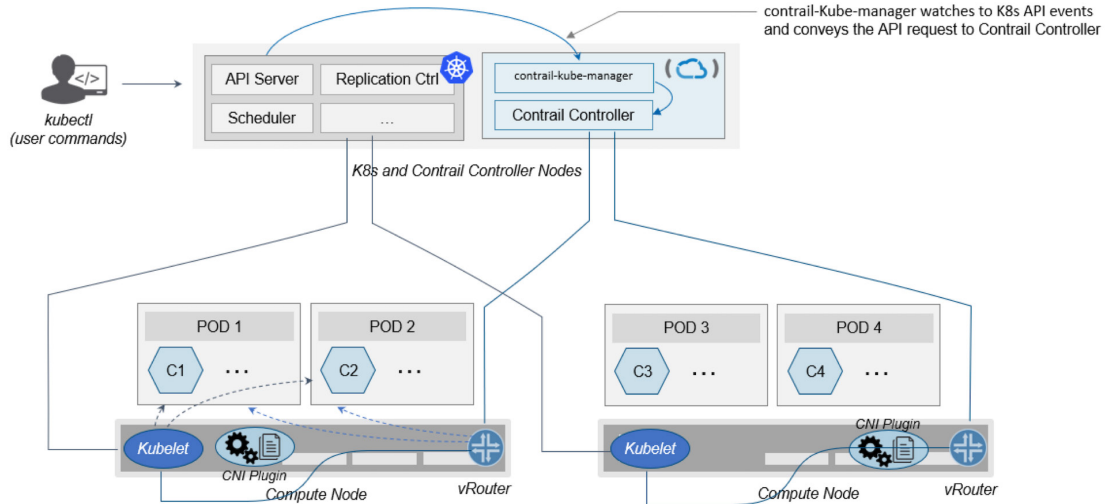 contrail-Kube-manager watches to K8s API events
and conveys the API request to Contrail Controller
</>
kubectl
(user commands)
API Server
Replication Ctrl
Scheduler
...
contrail-kube-manager
Contrail Controller
K8s and Contrail Controller Nodes
POD 1
C1
...
POD 2
C2
...
POD 3
C3
...
POD 4
C4
...
Kubelet
CNI Plugin
Compute Node
vRouter
Kubelet
CNI Plugin
Compute Node
vRouter